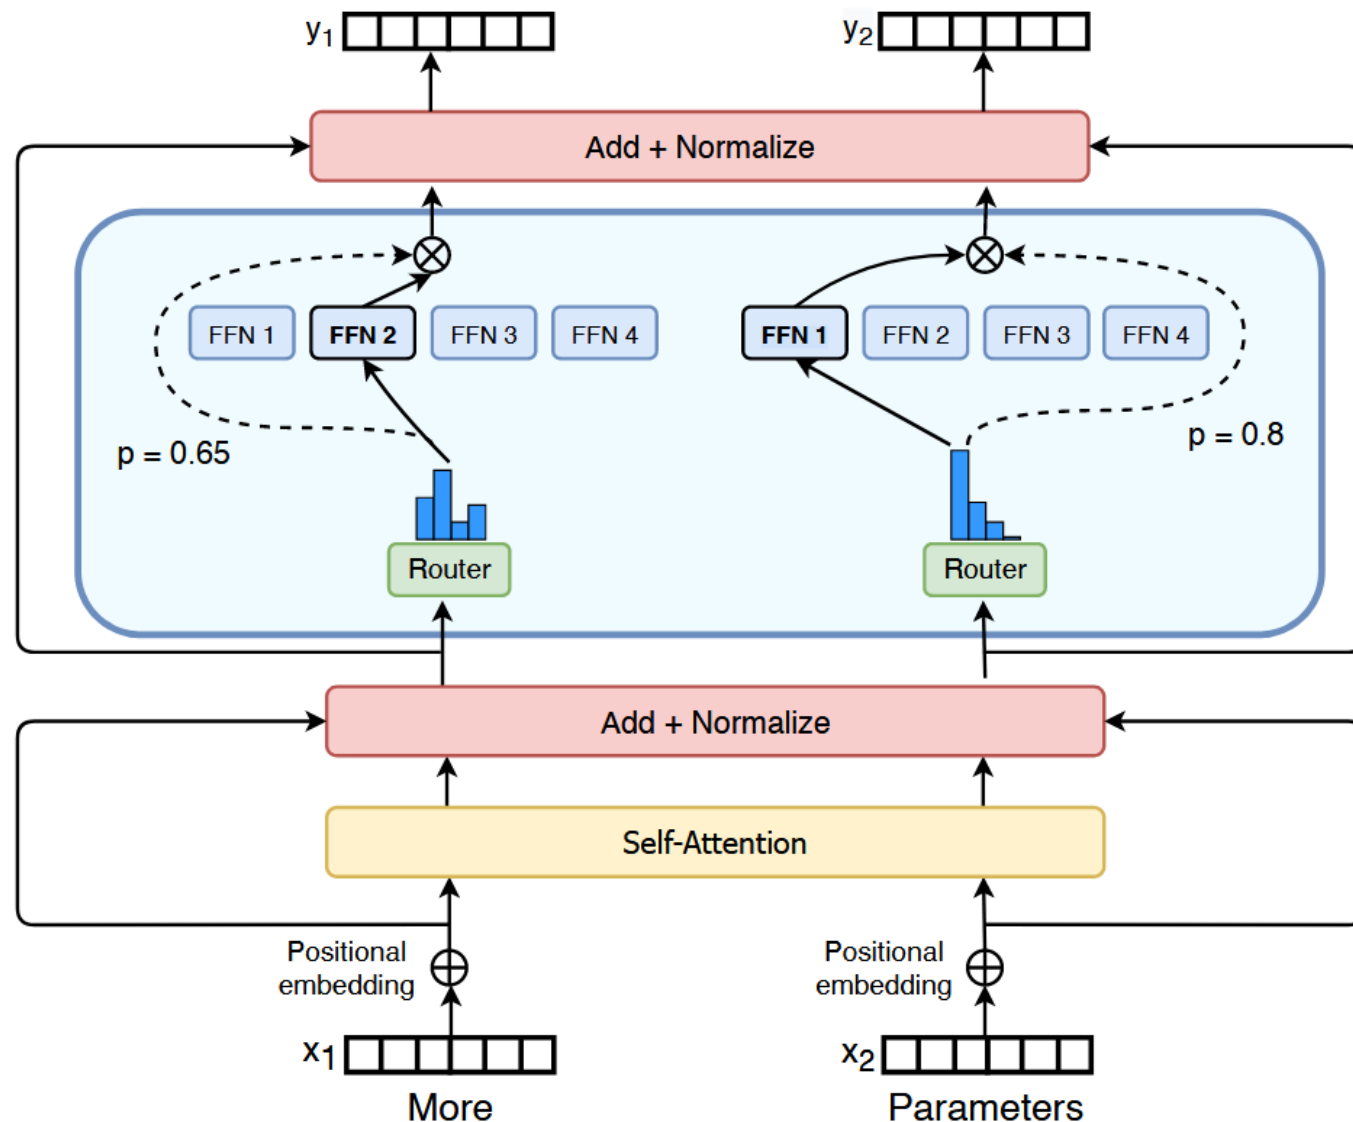 y1
y2
Add + Normalize
FFN 1
FFN 2
FFN 3
FFN 4
FFN 1
FFN 2
FFN 3
FFN 4
p = 0.65
p = 0.8
Router
Router
Add + Normalize
Self-Attention
Positional
embedding
Positional
embedding
x1
x2
More
Parameters